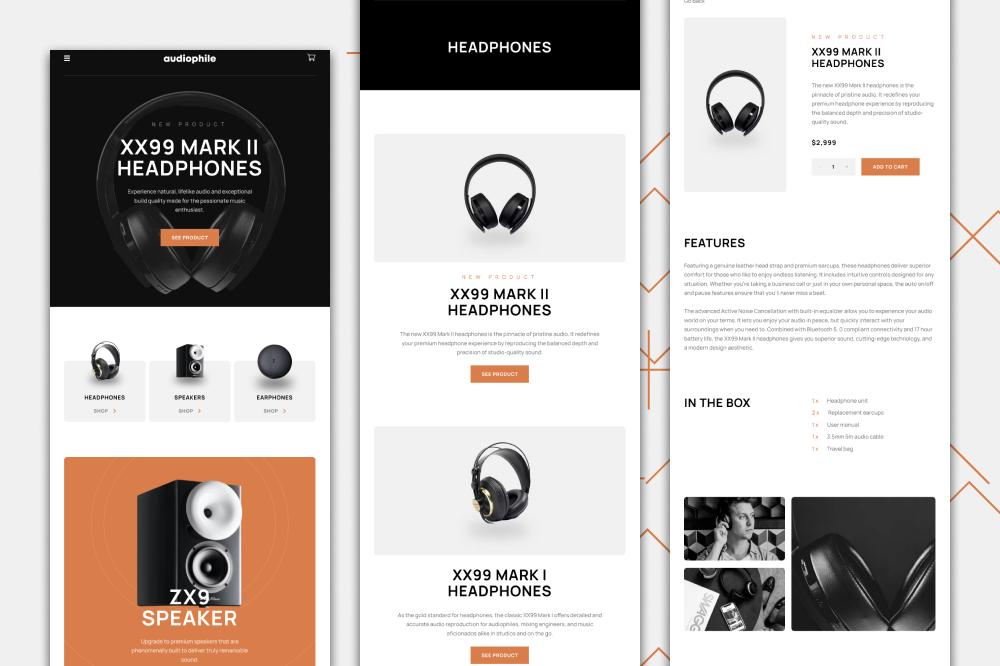 audiophile
NEW PRODUCT
XX99 MARK II
HEADPHONES
Experience natural, lifelike audio and exceptional
build quality made for the pessionate music
enthusiast.
SEE PRODUCT
HEADPHONES
SHOP
SPEAKERS
SHOP
EARPHONES
SHOP
ZX9
SPEAKER
Upgrade to premium speakers that are
phenomenally built to deliver truly remarkable
sound.
HEADPHONES
NEW PRODUCT
XX99 MARK II
HEADPHONES
The new XX99 Mark II headphones is the pinnacle of pristine audio. It redefines
your premium headphone experience by reproducing the balanced depth and
precision of studio-quality sound.
SEE PRODUCT
XX99 MARK I
HEADPHONES
As the gold standard for headphones, the classic XX99 Mark I offers detailed and
accurate audio reproduction for audiophiles, mixing engineers, and music
aficionados alike in studios and on the go.
SEE PRODUCT
Go Back
NEW PRODUCT
XX99 MARK II
HEADPHONES
The new XX99 Mark II headphones is the
pinnacle of pristine audio. It redefines your
premium headphone experience by reproducing
the balanced depth and precision of studio-
quality sound.
$2,999
- 1 +
ADD TO CART
FEATURES
Featuring a genuine leather head strap and premium earcups, these headphones deliver superior
comfort for those who like to enjoy endless listening. It includes intuitive controls designed for any
situation. Whether you're taking a business call or just in your own personal space, the auto on/off
and pause features ensure that you'll never miss a beat.
The advanced Active Noise Cancellation with built-in equalizer allow you to experience your audio
world on your terms. It lets you enjoy your audio in peace, but quickly interact with your
surroundings when you need to. Combined with Bluetooth 5. 0 compliant connectivity and 17 hour
battery life, the XX99 Mark II headphones gives you superior sound, cutting-edge technology, and
a modern design aesthetic.
IN THE BOX
1x Headphone unit
2x Replacement earcups
1x User manual
1x 3.5mm 5m audio cable
1x Travel bag
SWAGG